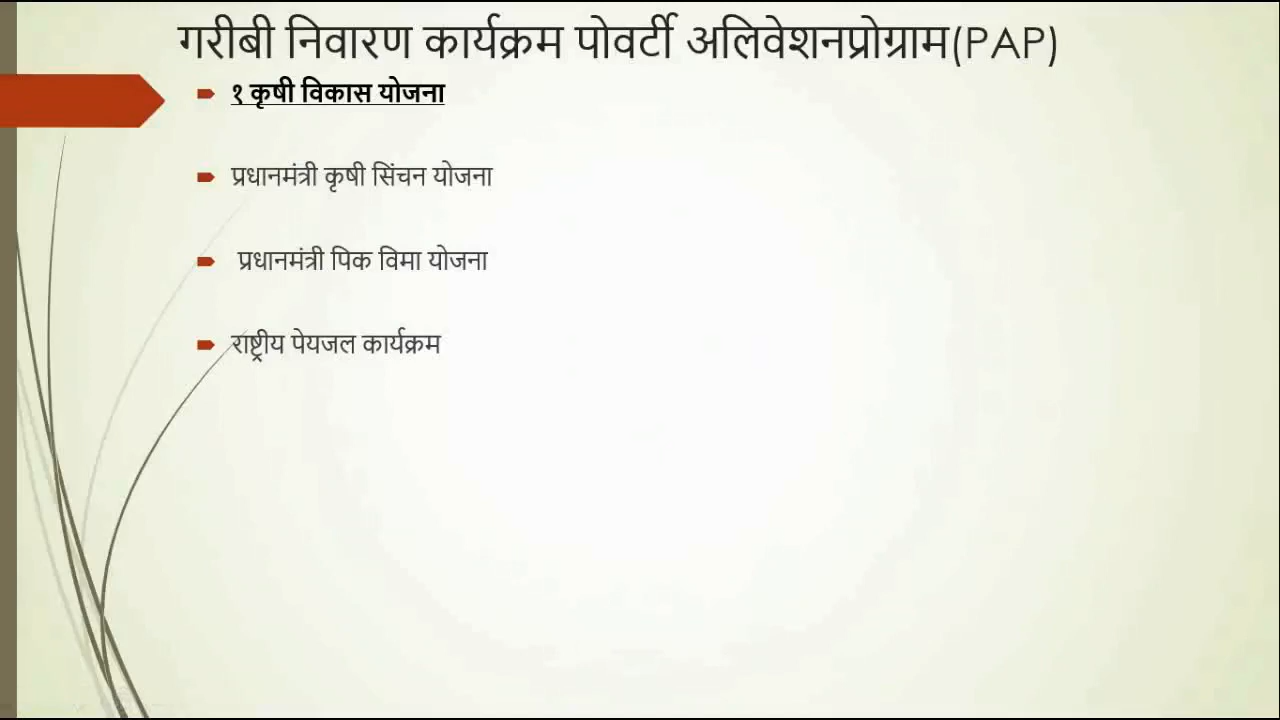 गरीबी निवारण कार्यक्रम पोवर्टी अलिवेशनप्रोग्राम(PAP)
१ कृषी विकास योजना
प्रधानमंत्री कृषी सिंचन योजना
प्रधानमंत्री पिक विमा योजना
राष्ट्रीय पेयजल कार्यक्रम